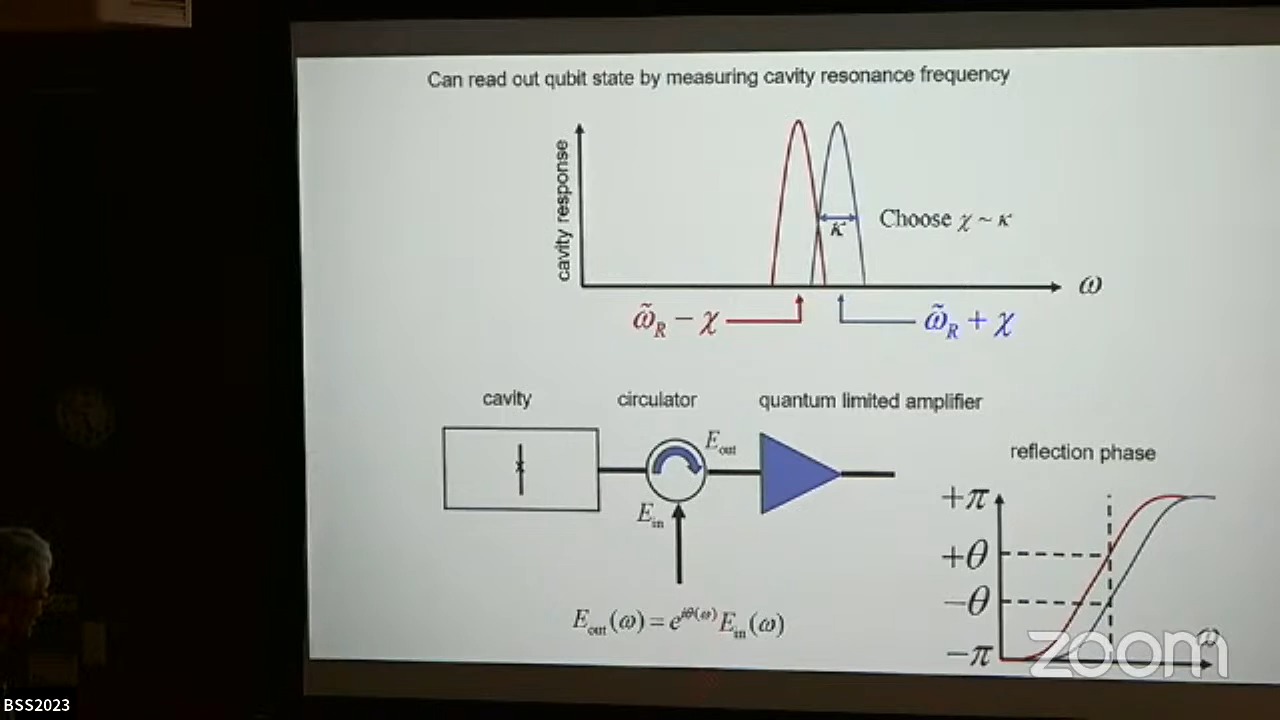 Can read out qubit state by measuring cavity resonance frequency
cavity response
κ
Choose χ ~ κ
ω
ω̃_R − χ
ω̃_R + χ
cavity
circulator
quantum limited amplifier
E_out
E_in
reflection phase
+π
+θ
−θ
−π
ω
E_out(ω) = e^{iθ(ω)} E_in(ω)
zoom
BSS2023